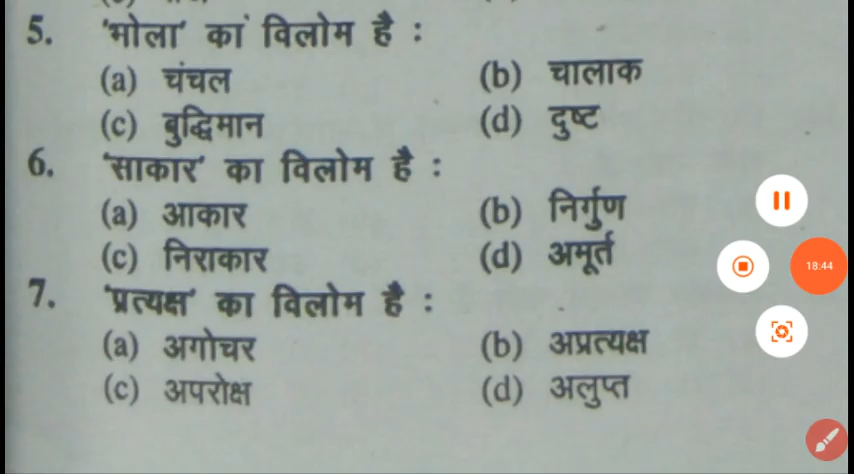 5. 'भोला' कां विलोम है :
(a) चंचल (b) चालाक
(c) बुद्धिमान (d) दुष्ट
6. 'साकार' का विलोम है :
(a) आकार (b) निर्गुण
(c) निराकार (d) अमूर्त
7. 'प्रत्यक्ष' का विलोम है :
(a) अगोचर (b) अप्रत्यक्ष
(c) अपरोक्ष (d) अलुप्त
18:44